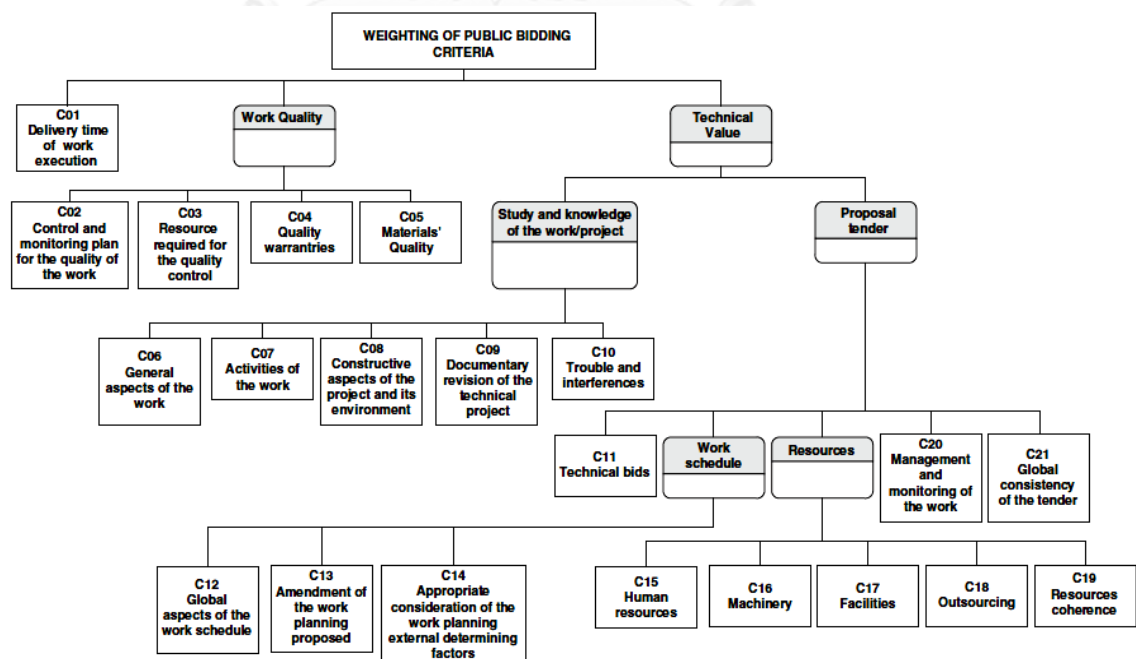 WEIGHTING OF PUBLIC BIDDING
CRITERIA
C01
Delivery time
of work
execution
Work Quality
Technical
Value
C02
Control and
monitoring plan
for the quality of
the work
C03
Resource
required for
the quality
control
C04
Quality
warrantries
C05
Materials'
Quality
Study and knowledge
of the work/project
Proposal
tender
C06
General
aspects of the
work
C07
Activities of
the work
C08
Constructive
aspects of the
project and its
environment
C09
Documentary
revision of the
technical
project
C10
Trouble and
interferences
C11
Technical bids
Work
schedule
Resources
C20
Management
and
monitoring of
the work
C21
Global
consistency
of the tender
C12
Global
aspects of the
work schedule
C13
Amendment of
the work
planning
proposed
C14
Appropriate
consideration of the
work planning
external determining
factors
C15
Human
resources
C16
Machinery
C17
Facilities
C18
Outsourcing
C19
Resources
coherence